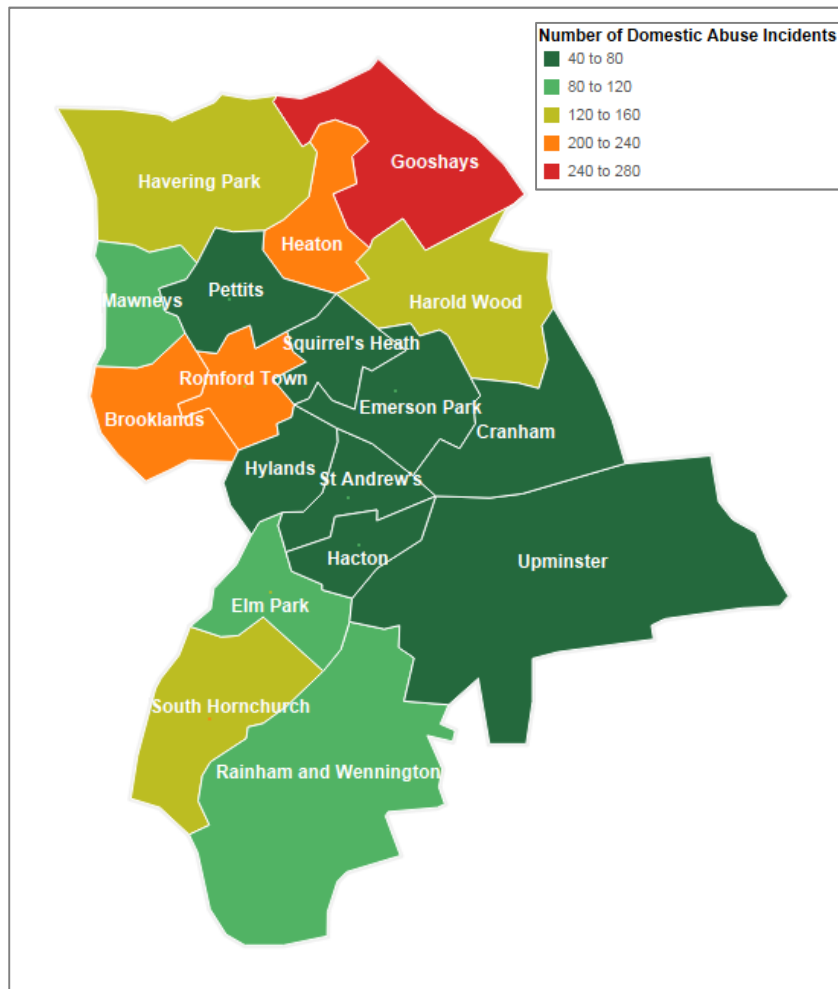 Number of Domestic Abuse Incidents
40 to 80
80 to 120
120 to 160
200 to 240
240 to 280
Gooshays
Havering Park
Heaton
Pettits
Mawneys
Harold Wood
Squirrel's Heath
Romford Town
Emerson Park
Brooklands
Cranham
Hylands
St Andrew's
Hacton
Upminster
Elm Park
South Hornchurch
Rainham and Wennington